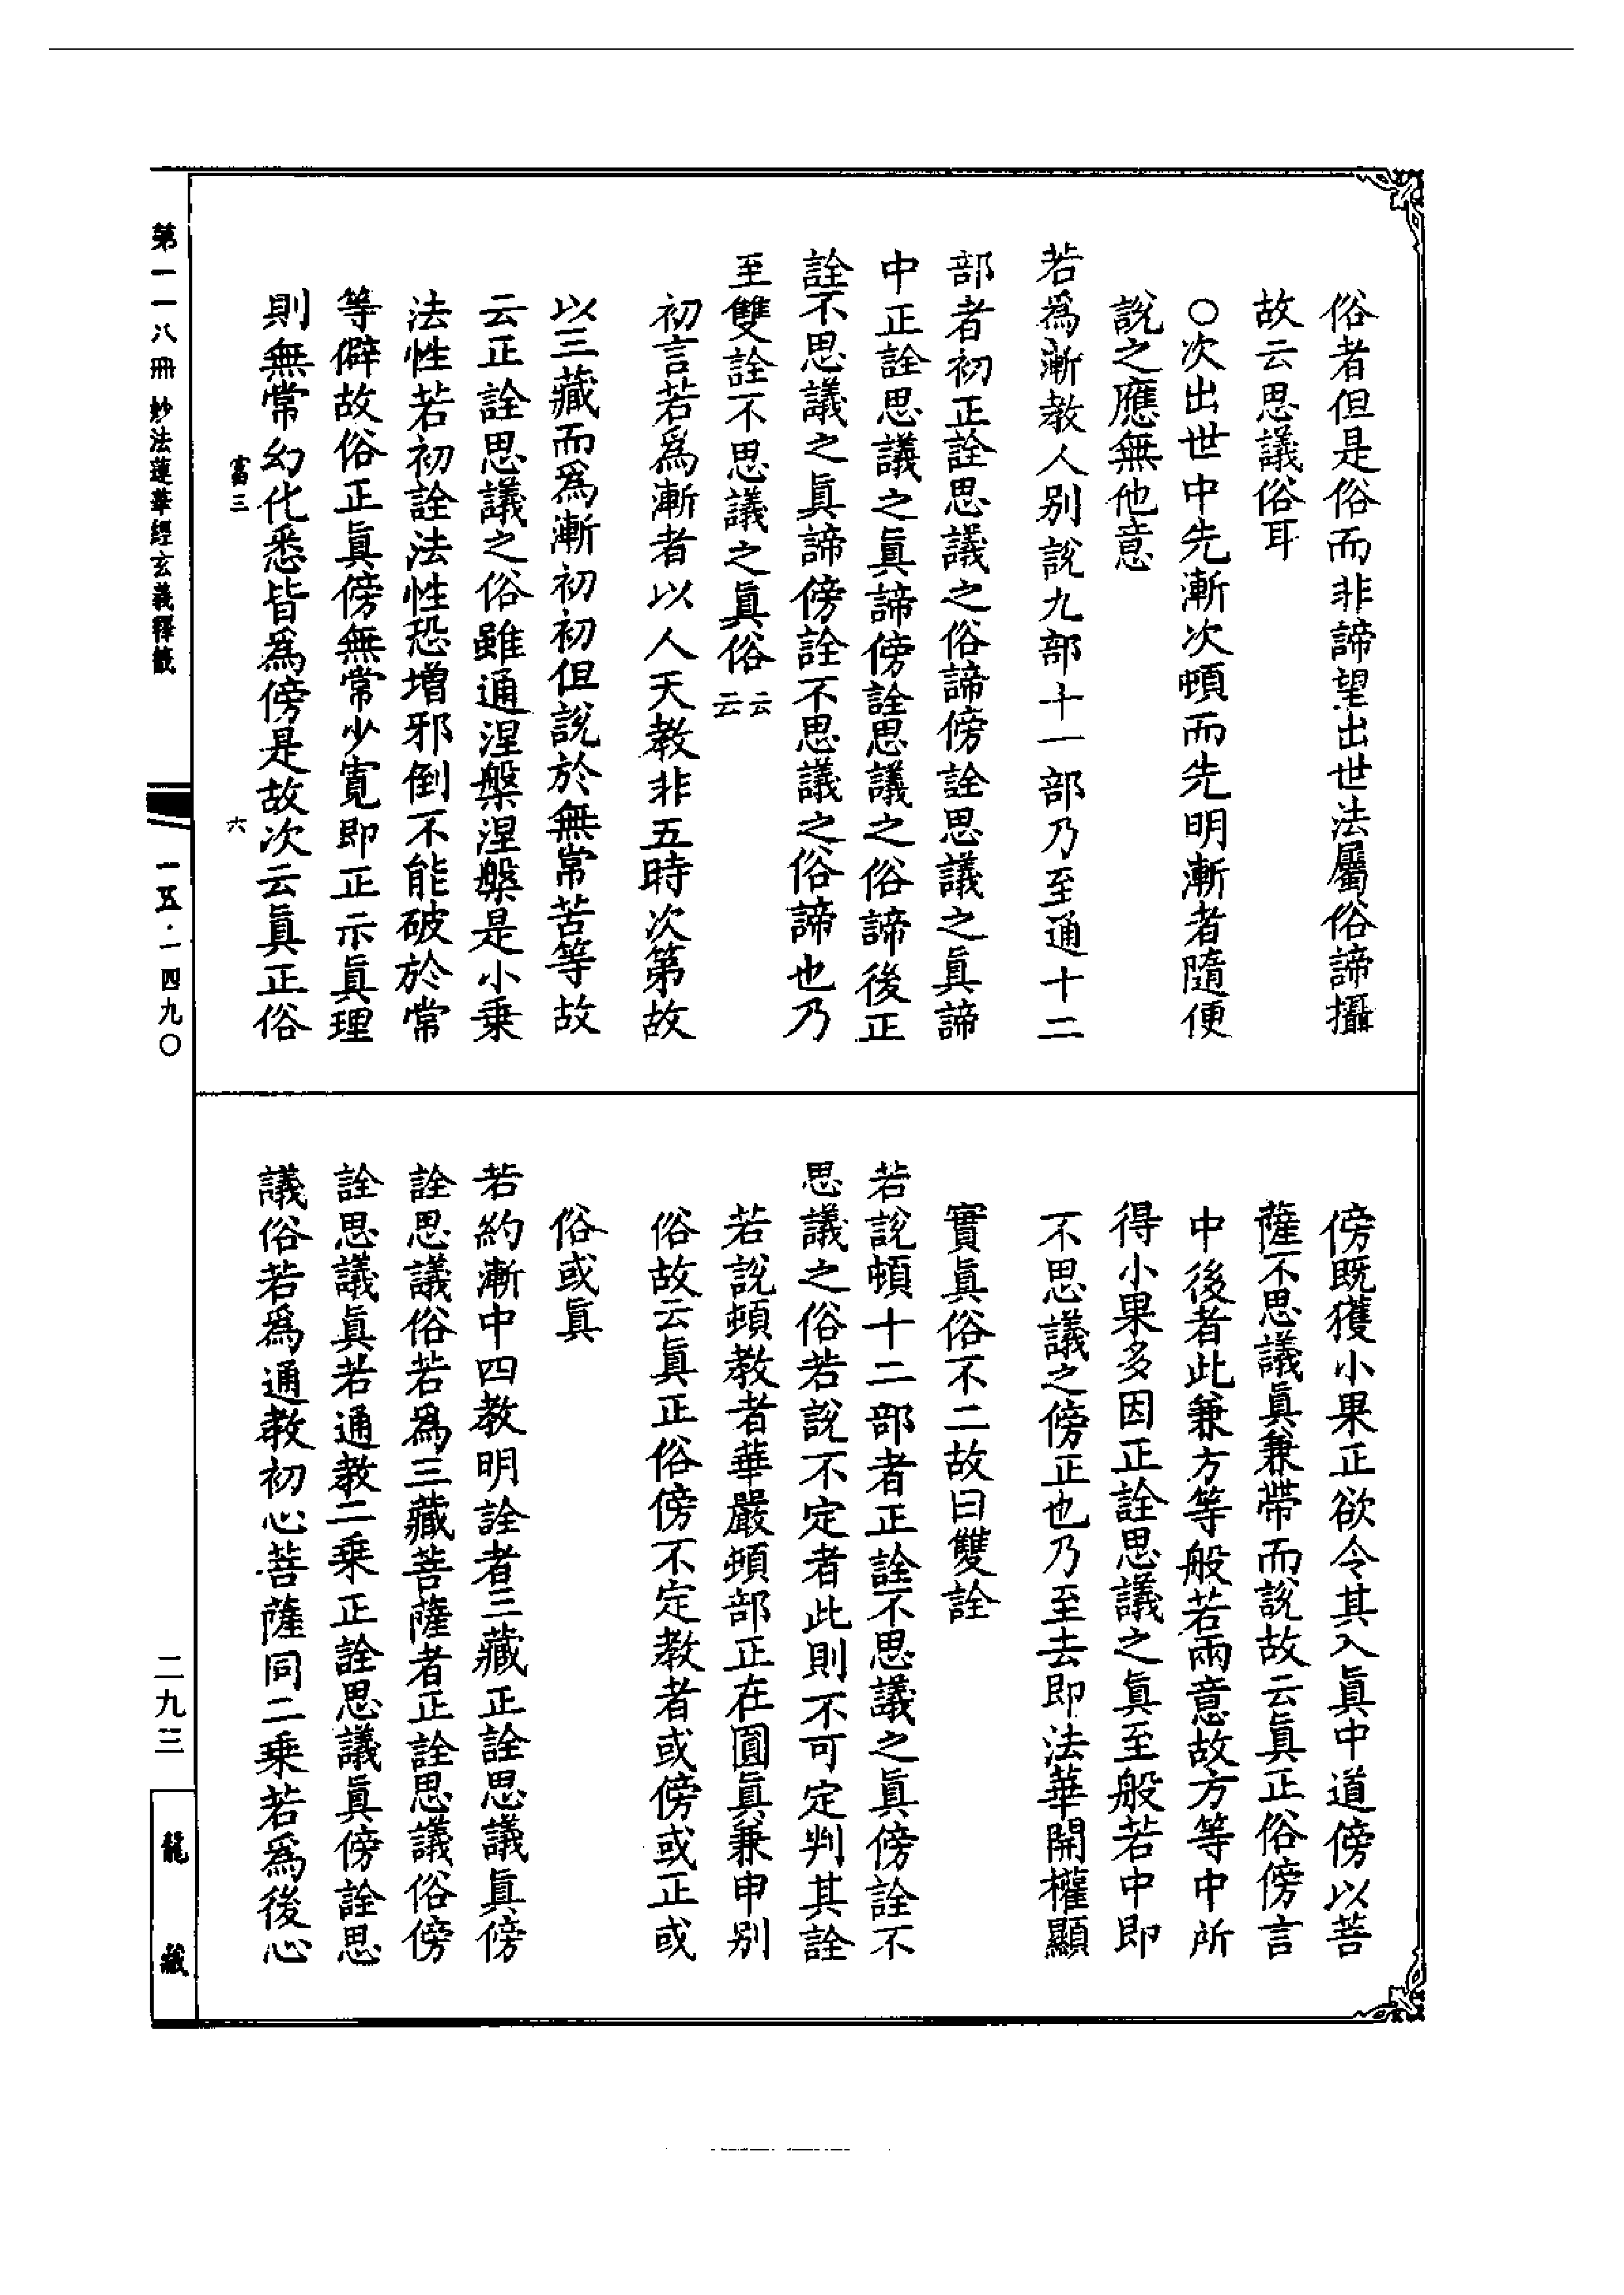 俗者但是俗而非諦望出世法屬俗諦攝
故云思議俗耳
○次出世中先漸次頓而先明漸者隨便
說之應無他意
若爲漸教人別說九部十一部乃至通十二
部者初正詮思議之俗諦傍詮思議之眞諦
中正詮思議之眞諦傍詮思議之俗諦後正
詮不思議之眞諦傍詮不思議之俗諦也乃
至雙詮不思議之眞俗云云
初言若爲漸者以人天教非五時次第故
以三藏而爲漸初初但說於無常苦等故
云正詮思議之俗雖通涅槃涅槃是小乗
法性若初詮法性恐增邪倒不能破於常
等僻故俗正眞傍無常少寬即正示眞理
則無常幻化悉皆爲傍是故次云眞正俗
傍既獲小果正欲令其入眞中道傍以菩
薩不思議眞兼帶而說故云眞正俗傍言
中後者此兼方等般若兩意故方等中所
得小果多因正詮思議之眞至般若中即
不思議之傍正也乃至去即法華開權顯
實眞俗不二故曰雙詮
若說頓十二部者正詮不思議之眞傍詮不
思議之俗若說不定者此則不可定判其詮
若說頓教者華嚴頓部正在圓眞兼申別
俗故云眞正俗傍不定教者或傍或正或
俗或眞
若約漸中四教明詮者三藏正詮思議眞傍
詮思議俗若爲三藏菩薩者正詮思議俗傍
詮思議眞若通教二乗正詮思議眞傍詮思
議俗若爲通教初心菩薩同二乗若爲後心
富三
六
第一一八冊 妙法蓮華經玄義釋籤
一五·一四九〇
二九三
龍藏